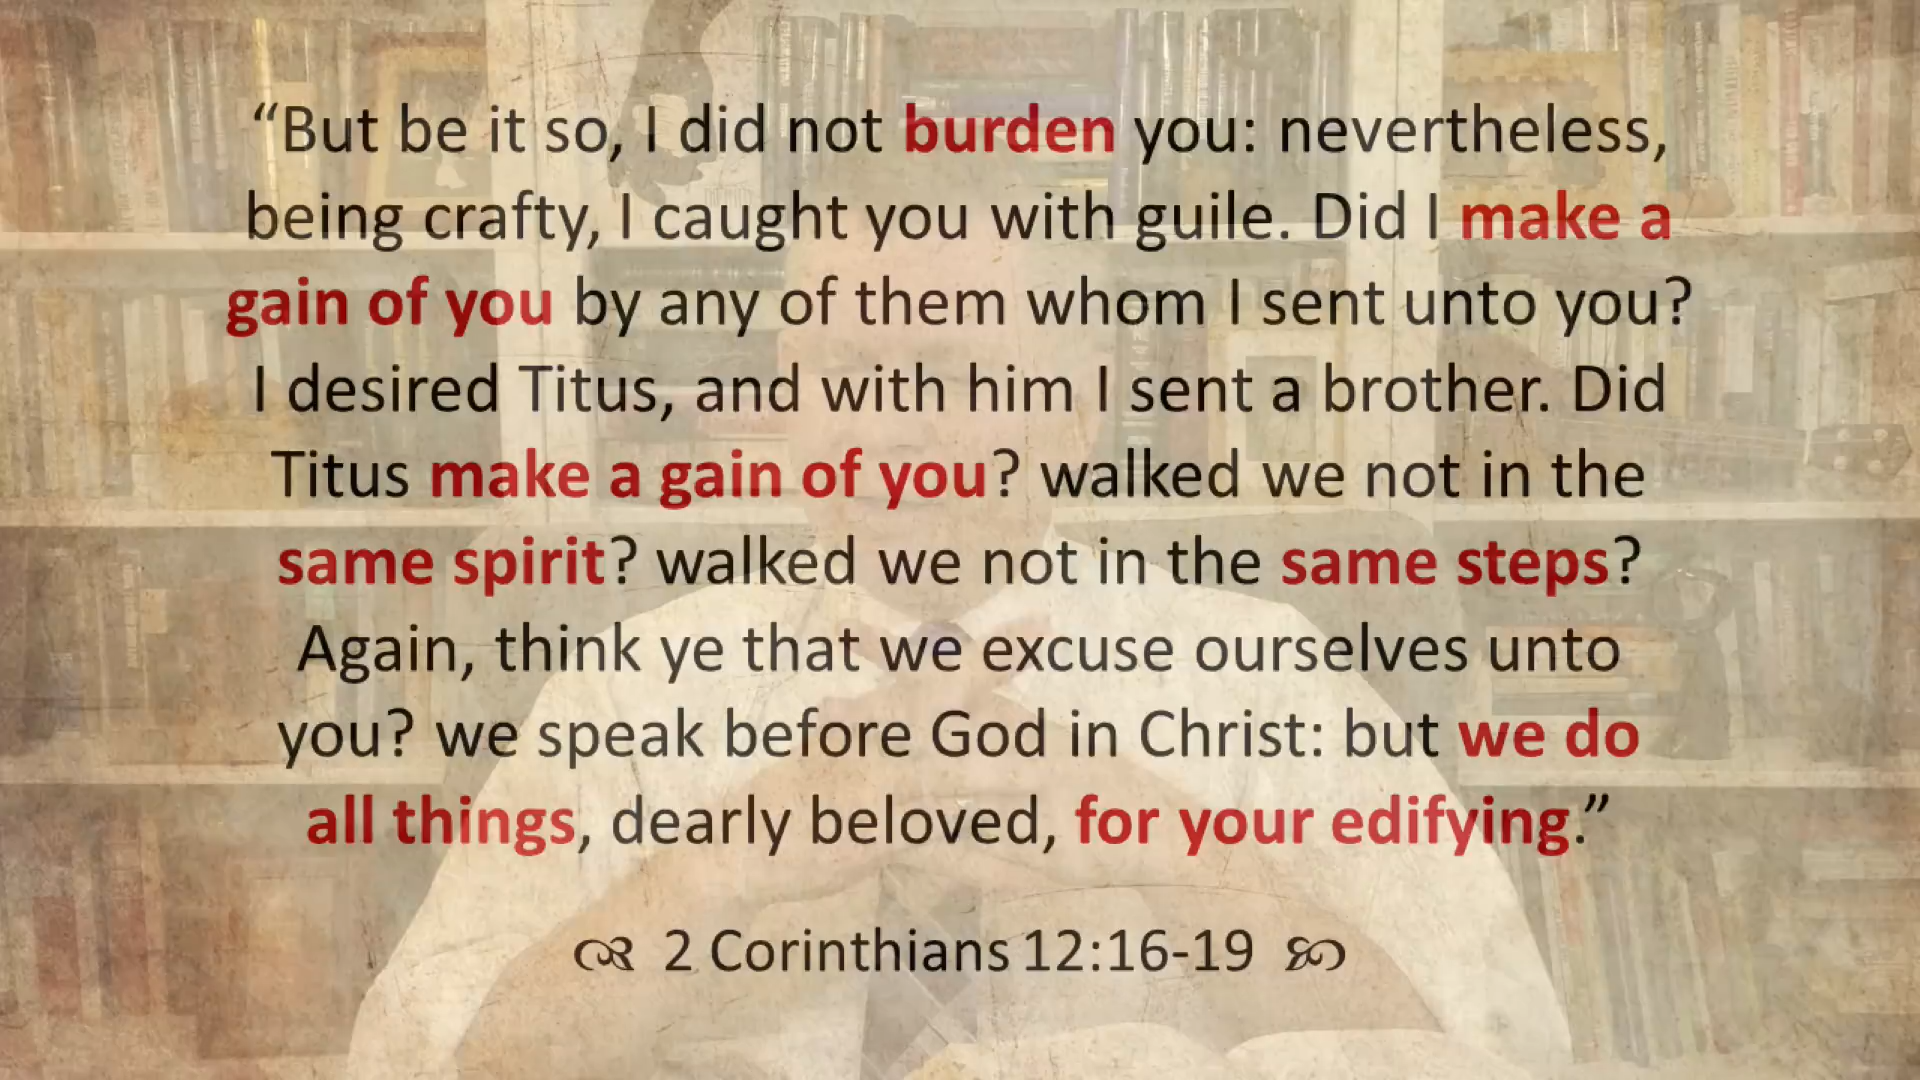 “But be it so, I did not burden you: nevertheless,
being crafty, I caught you with guile. Did I make a
gain of you by any of them whom I sent unto you?
I desired Titus, and with him I sent a brother. Did
Titus make a gain of you? walked we not in the
same spirit? walked we not in the same steps?
Again, think ye that we excuse ourselves unto
you? we speak before God in Christ: but we do
all things, dearly beloved, for your edifying.”
2 Corinthians 12:16-19